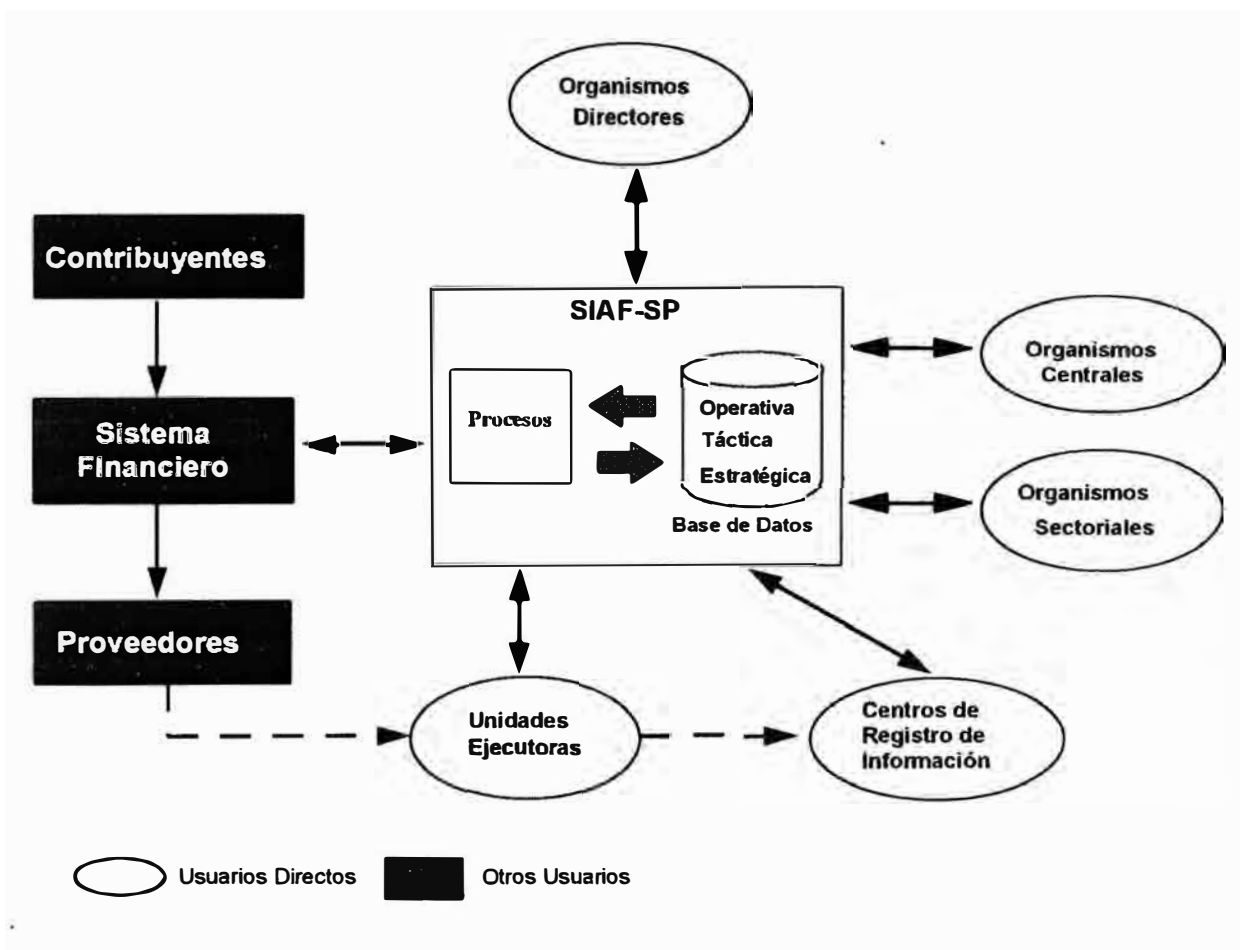 Organismos
Directores
Contribuyentes
SIAF-SP
Organismos
Centrales
Sistema
Financiero
Procesos
Operativa
Táctica
Estratégica
Base de Datos
Organismos
Sectoriales
Proveedores
Unidades
Ejecutoras
Centros de
Registro de
Información
Usuarios Directos
Otros Usuarios